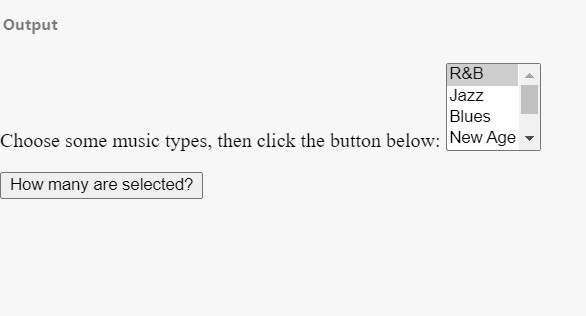 Output
R&B
Jazz
Blues
Choose some music types, then click the button below: New Age
How many are selected?